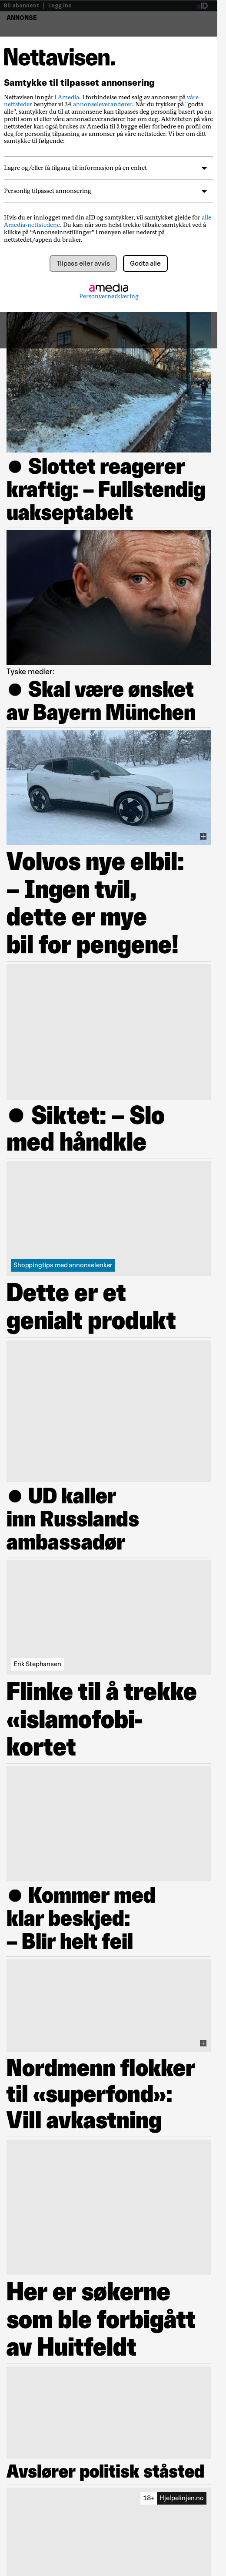 Bli abonnent | Logg inn
aID
ANNONSE
Nettavisen.
Samtykke til tilpasset annonsering
Nettavisen inngår i Amedia. I forbindelse med salg av annonser på våre
nettsteder benytter vi 34 annonseleverandører. Når du trykker på "godta
alle", samtykker du til at annonsene kan tilpasses deg personlig basert på en
profil vi eller våre annonseleverandører danner om deg. Aktiviteten på våre
nettsteder kan også brukes av Amedia til å bygge eller forbedre en profil om
deg for personlig tilpasning av annonser på våre nettsteder. Vi ber om ditt
samtykke til følgende:
Lagre og/eller få tilgang til informasjon på en enhet
Personlig tilpasset annonsering
Hvis du er innlogget med din aID og samtykker, vil samtykket gjelde for alle
Amedia-nettstedene. Du kan når som helst trekke tilbake samtykket ved å
klikke på “Annonseinnstillinger” i menyen eller nederst på
nettstedet/appen du bruker.
Tilpass eller avvis
Godta alle
amedia
Personvernerklæring
● Slottet reagerer
kraftig: – Fullstendig
uakseptabelt
Tyske medier:
● Skal være ønsket
av Bayern München
Volvos nye elbil:
– Ingen tvil,
dette er mye
bil for pengene!
● Siktet: – Slo
med håndkle
Shoppingtips med annonselenker
Dette er et
genialt produkt
● UD kaller
inn Russlands
ambassadør
Erik Stephansen
Flinke til å trekke
«islamofobi-
kortet
● Kommer med
klar beskjed:
– Blir helt feil
Nordmenn flokker
til «superfond»:
Vill avkastning
Her er søkerne
som ble forbigått
av Huitfeldt
Avslører politisk ståsted
18+ Hjelpelinjen.no